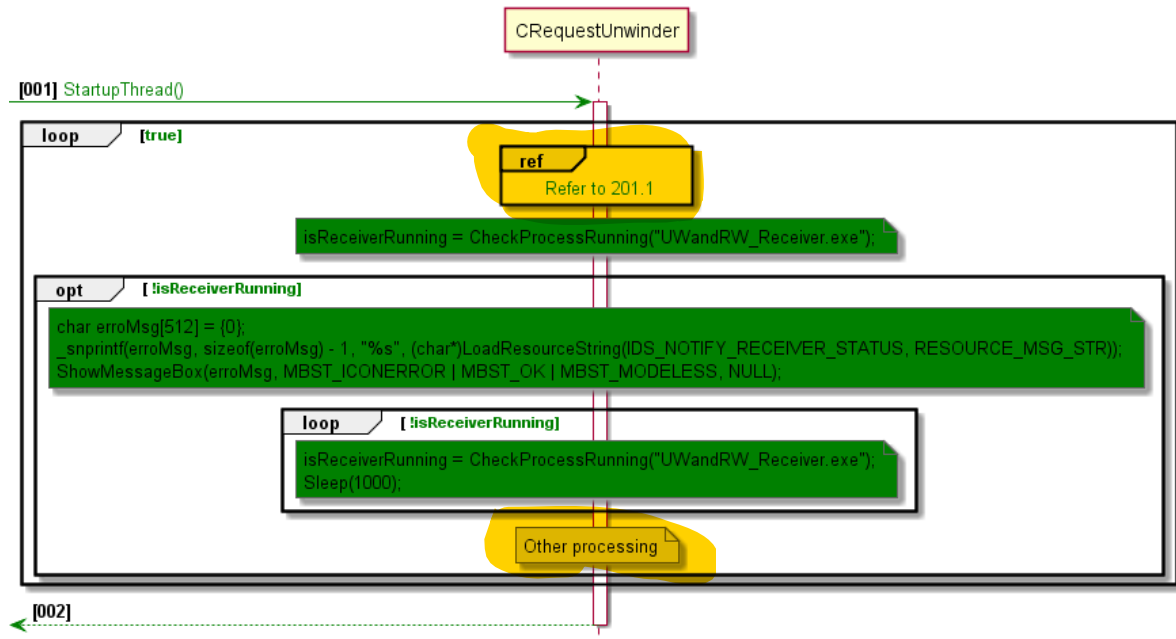 CRequestUnwinder
[001] StartupThread()
loop [true]
ref
Refer to 201.1
isReceiverRunning = CheckProcessRunning("UWandRW_Receiver.exe");
opt [ !isReceiverRunning]
char erroMsg[512] = {0};
_snprintf(erroMsg, sizeof(erroMsg) - 1, "%s", (char*)LoadResourceString(IDS_NOTIFY_RECEIVER_STATUS, RESOURCE_MSG_STR));
ShowMessageBox(erroMsg, MBST_ICONERROR | MBST_OK | MBST_MODELESS, NULL);
loop [ !isReceiverRunning]
isReceiverRunning = CheckProcessRunning("UWandRW_Receiver.exe");
Sleep(1000);
Other processing
[002]